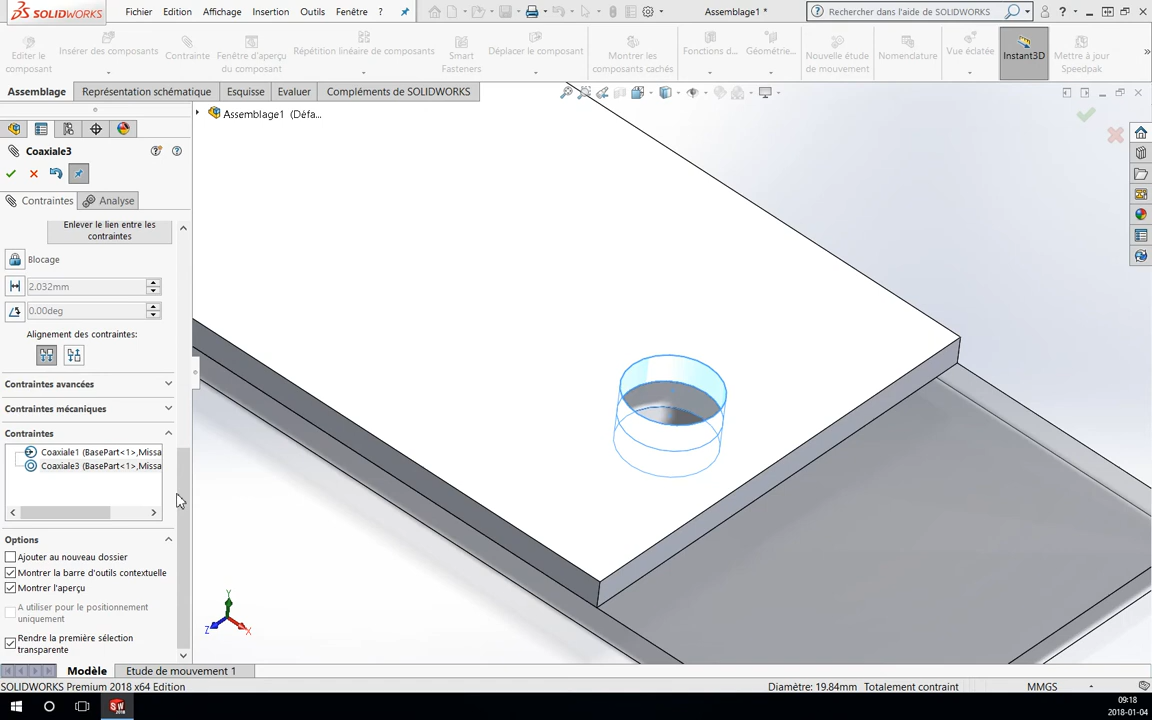 SOLIDWORKS
Fichier Edition Affichage Insertion Outils Fenêtre ?
Assemblage1 *
Rechercher dans l'aide de SOLIDWORKS
?
Editer le composant
Insérer des composants
Contrainte
Fenêtre d'aperçu du composant
Répétition linéaire de composants
Smart Fasteners
Déplacer le composant
Montrer les composants cachés
Fonctions d...
Géométrie...
Nouvelle étude de mouvement
Nomenclature
Vue éclatée
Instant3D
Mettre à jour Speedpak
Assemblage Représentation schématique Esquisse Evaluer Compléments de SOLIDWORKS
Assemblage1 (Défa...
Coaxiale3
Contraintes Analyse
Enlever le lien entre les
contraintes
Blocage
2.032mm
0.00deg
Alignement des contraintes:
Contraintes avancées
Contraintes mécaniques
Contraintes
Coaxiale1 (BasePart<1>,Missa
Coaxiale3 (BasePart<1>,Missa
Options
Ajouter au nouveau dossier
Montrer la barre d'outils contextuelle
Montrer l'aperçu
A utiliser pour le positionnement
uniquement
Rendre la première sélection
transparente
Y
Z X
Modèle Etude de mouvement 1
SOLIDWORKS Premium 2018 x64 Edition
Diamètre: 19.84mm Totalement contraint MMGS
09:18
2018-01-04